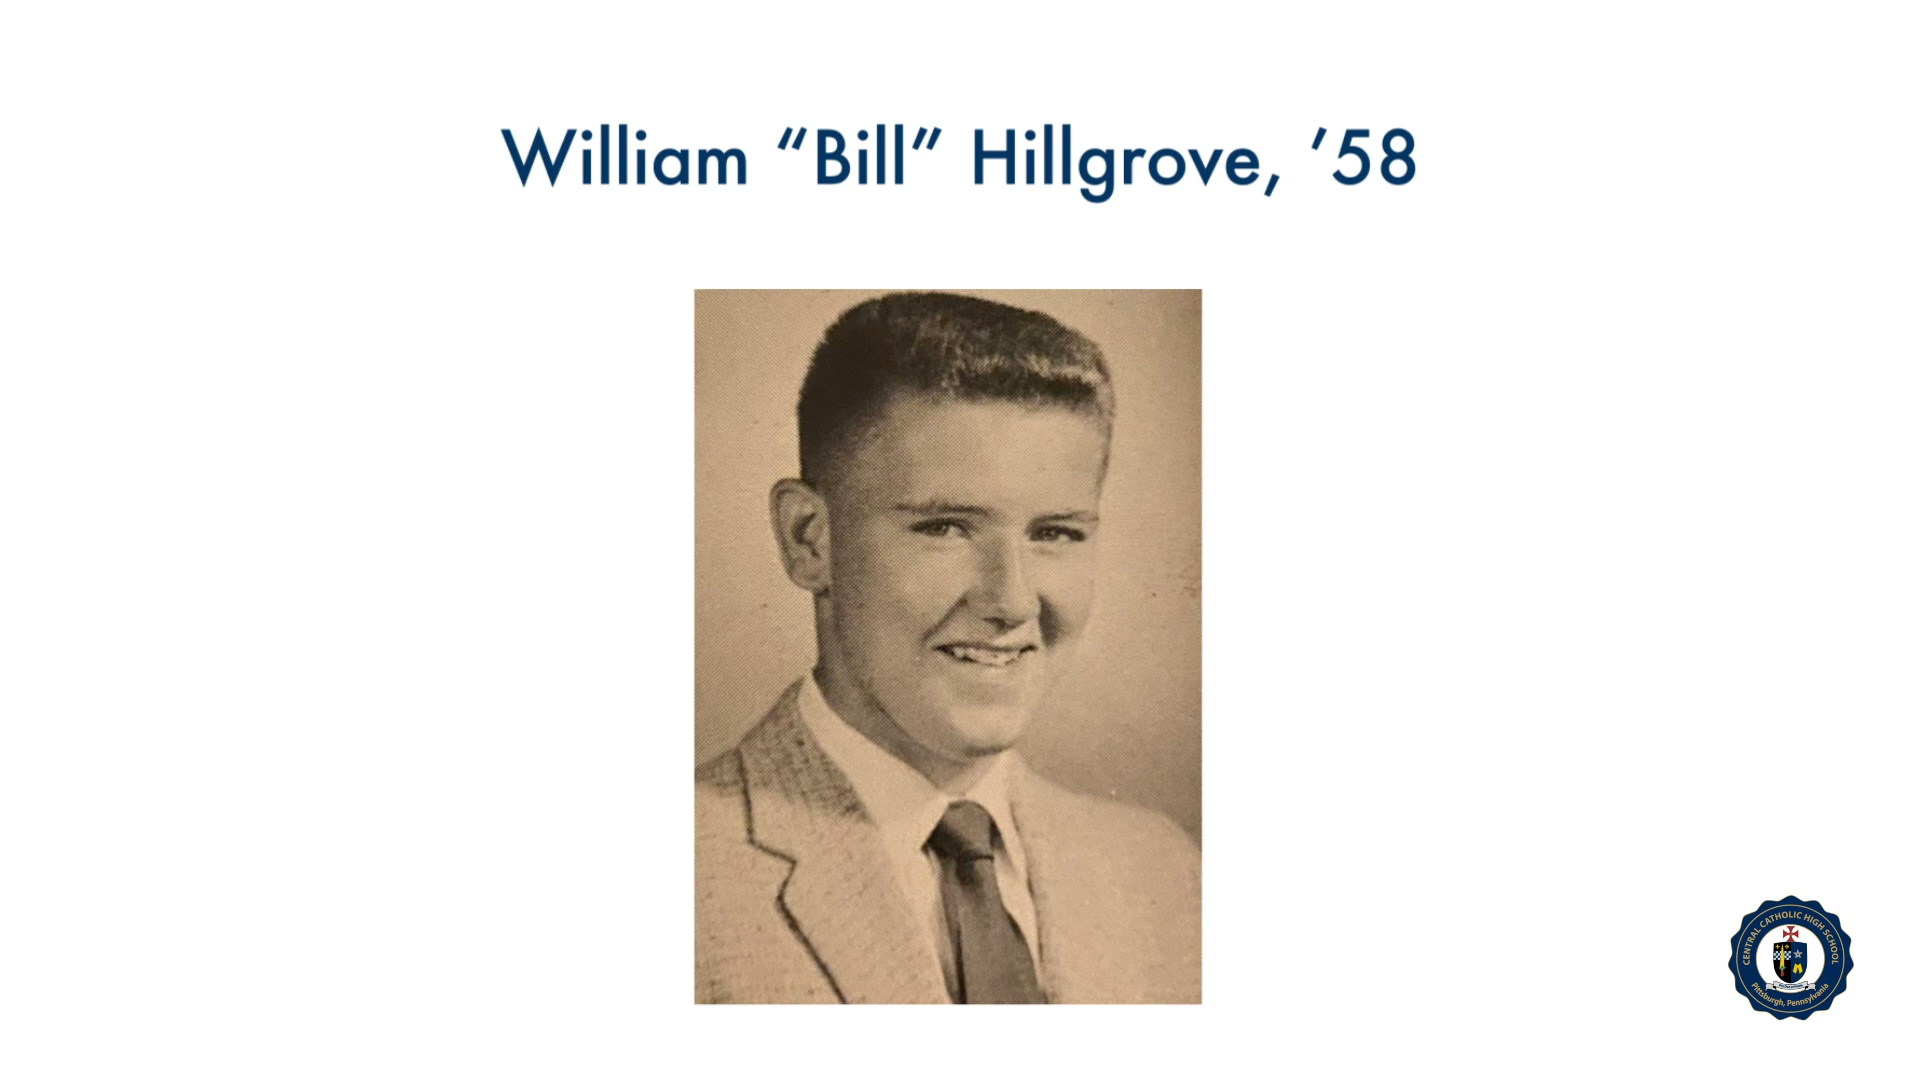 William “Bill” Hillgrove, ’58
CENTRAL CATHOLIC HIGH SCHOOL
Pittsburgh, Pennsylvania